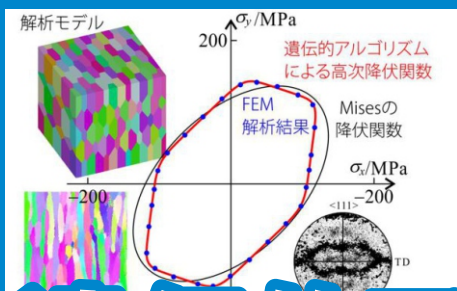 解析モデル
σy/MPa
200
遺伝的アルゴリズム
による高次降伏関数
FEM
解析結果
Misesの
降伏関数
σx/MPa
−200
−200
<111>
TD